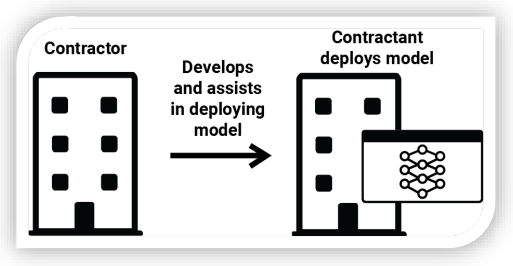 Contractor
Develops
and assists
in deploying
model
Contractant
deploys model